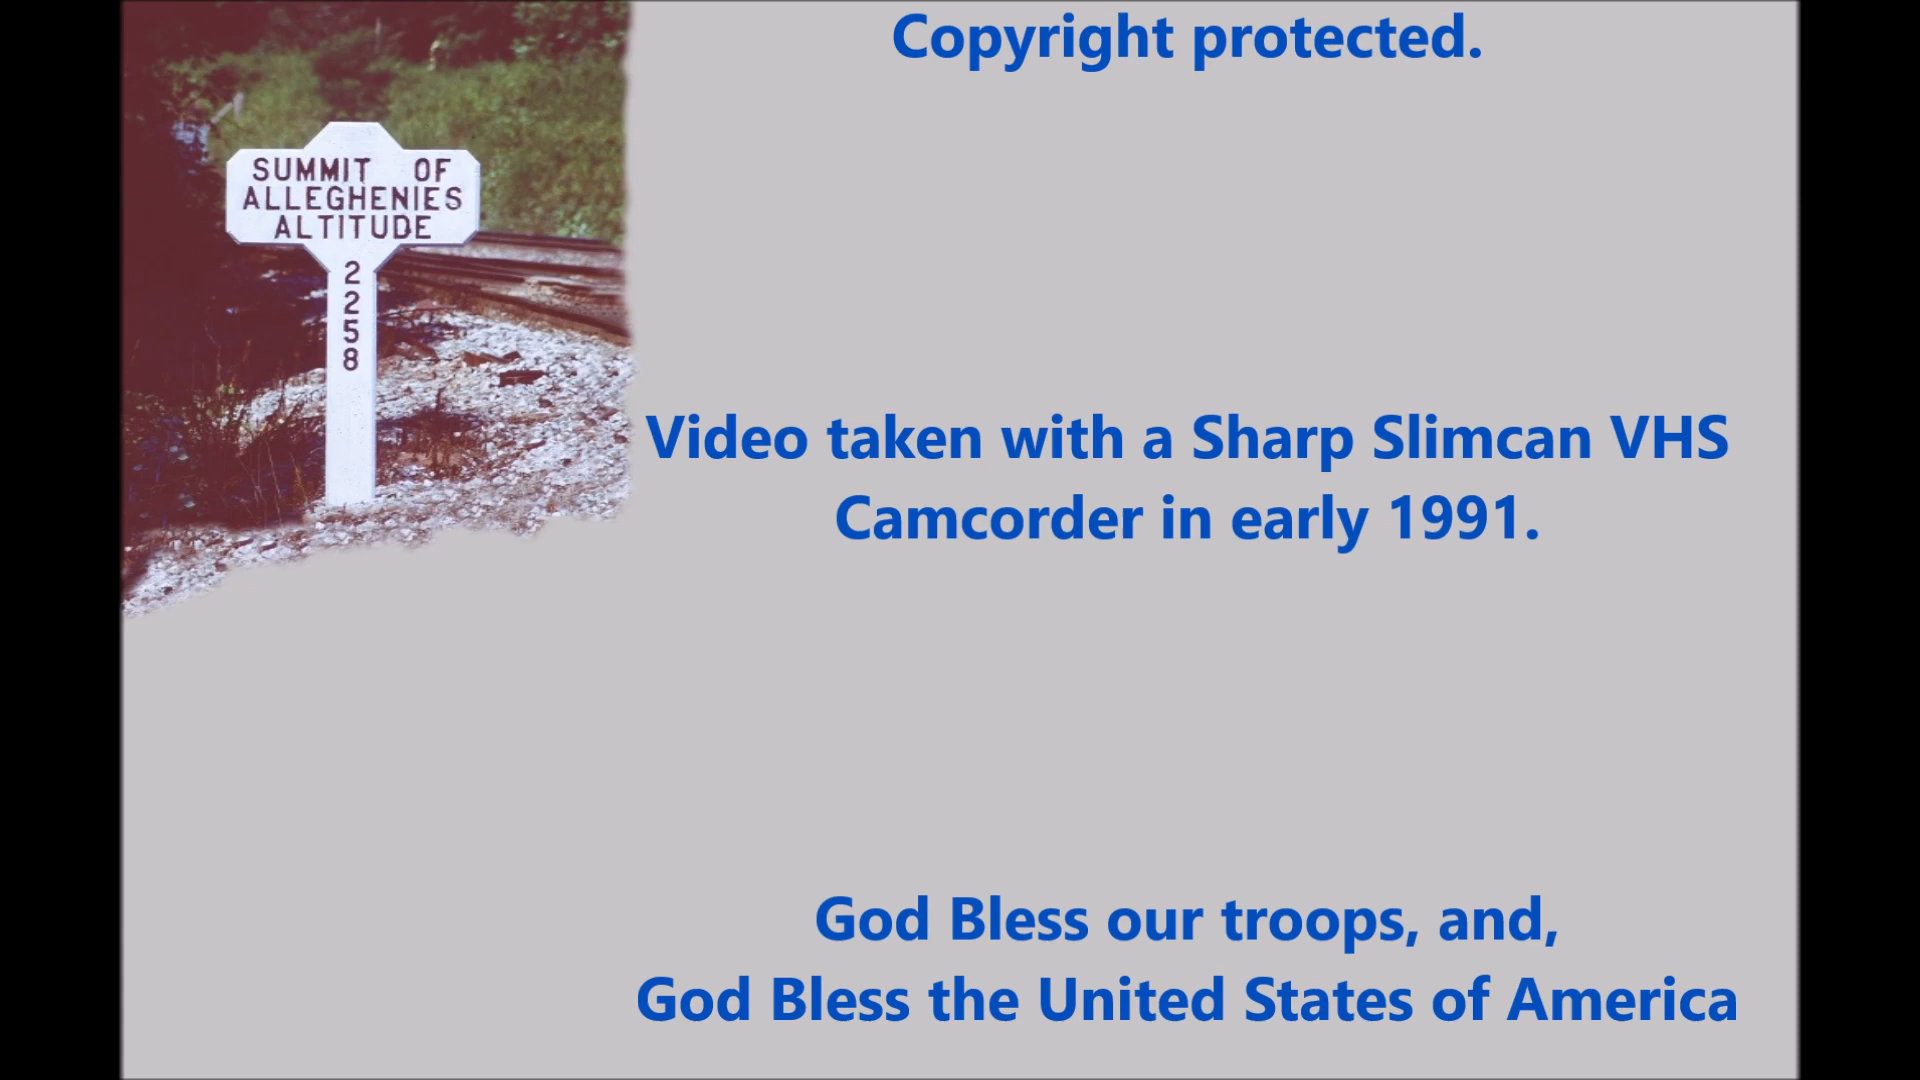 Copyright protected.
SUMMIT OF
ALLEGHENIES
ALTITUDE
2
2
5
8
Video taken with a Sharp Slimcan VHS
Camcorder in early 1991.
God Bless our troops, and,
God Bless the United States of America